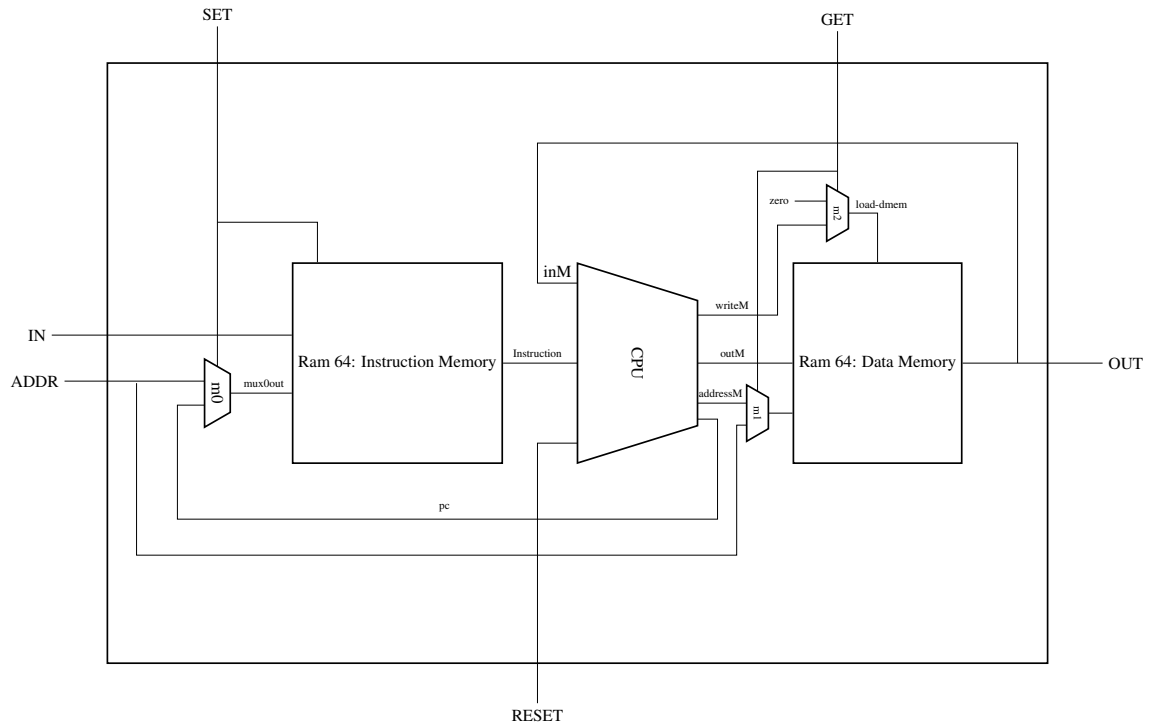 SET
GET
zero
m2
load-dmem
inM
writeM
IN
Ram 64: Instruction Memory
Instruction
CPU
outM
Ram 64: Data Memory
OUT
ADDR
m0
mux0out
addressM
m1
pc
RESET